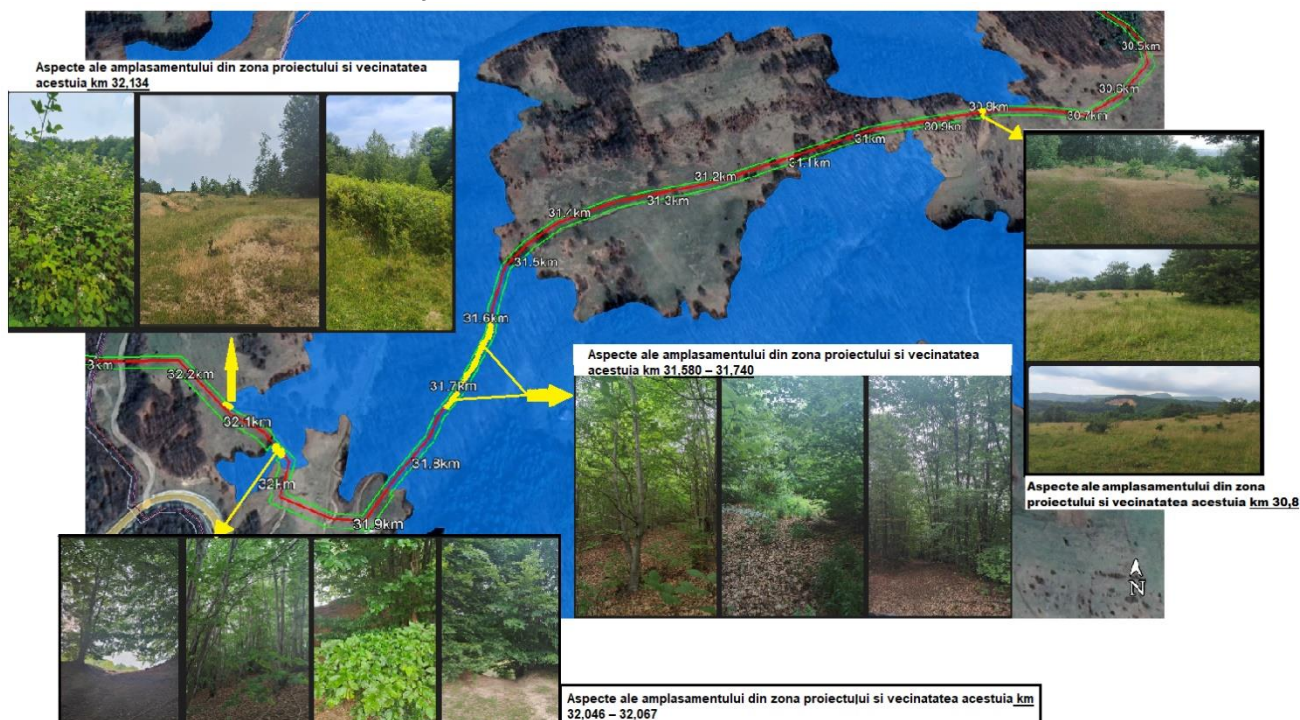 Aspecte ale amplasamentului din zona proiectului si vecinatatea
acestuia km 32,134
30.5km
30.6km
30.7km
30.8km
30.9km
31km
31.1km
31.2km
31.3km
31.4km
31.5km
31.6km
31.7km
31.8km
31.9km
32km
32.1km
32.2km
Aspecte ale amplasamentului din zona proiectului si vecinatatea
acestuia km 31,580 – 31,740
Aspecte ale amplasamentului din zona
proiectului si vecinatatea acestuia km 30,8
N
Aspecte ale amplasamentului din zona proiectului si vecinatatea acestuia km
32,046 – 32,067